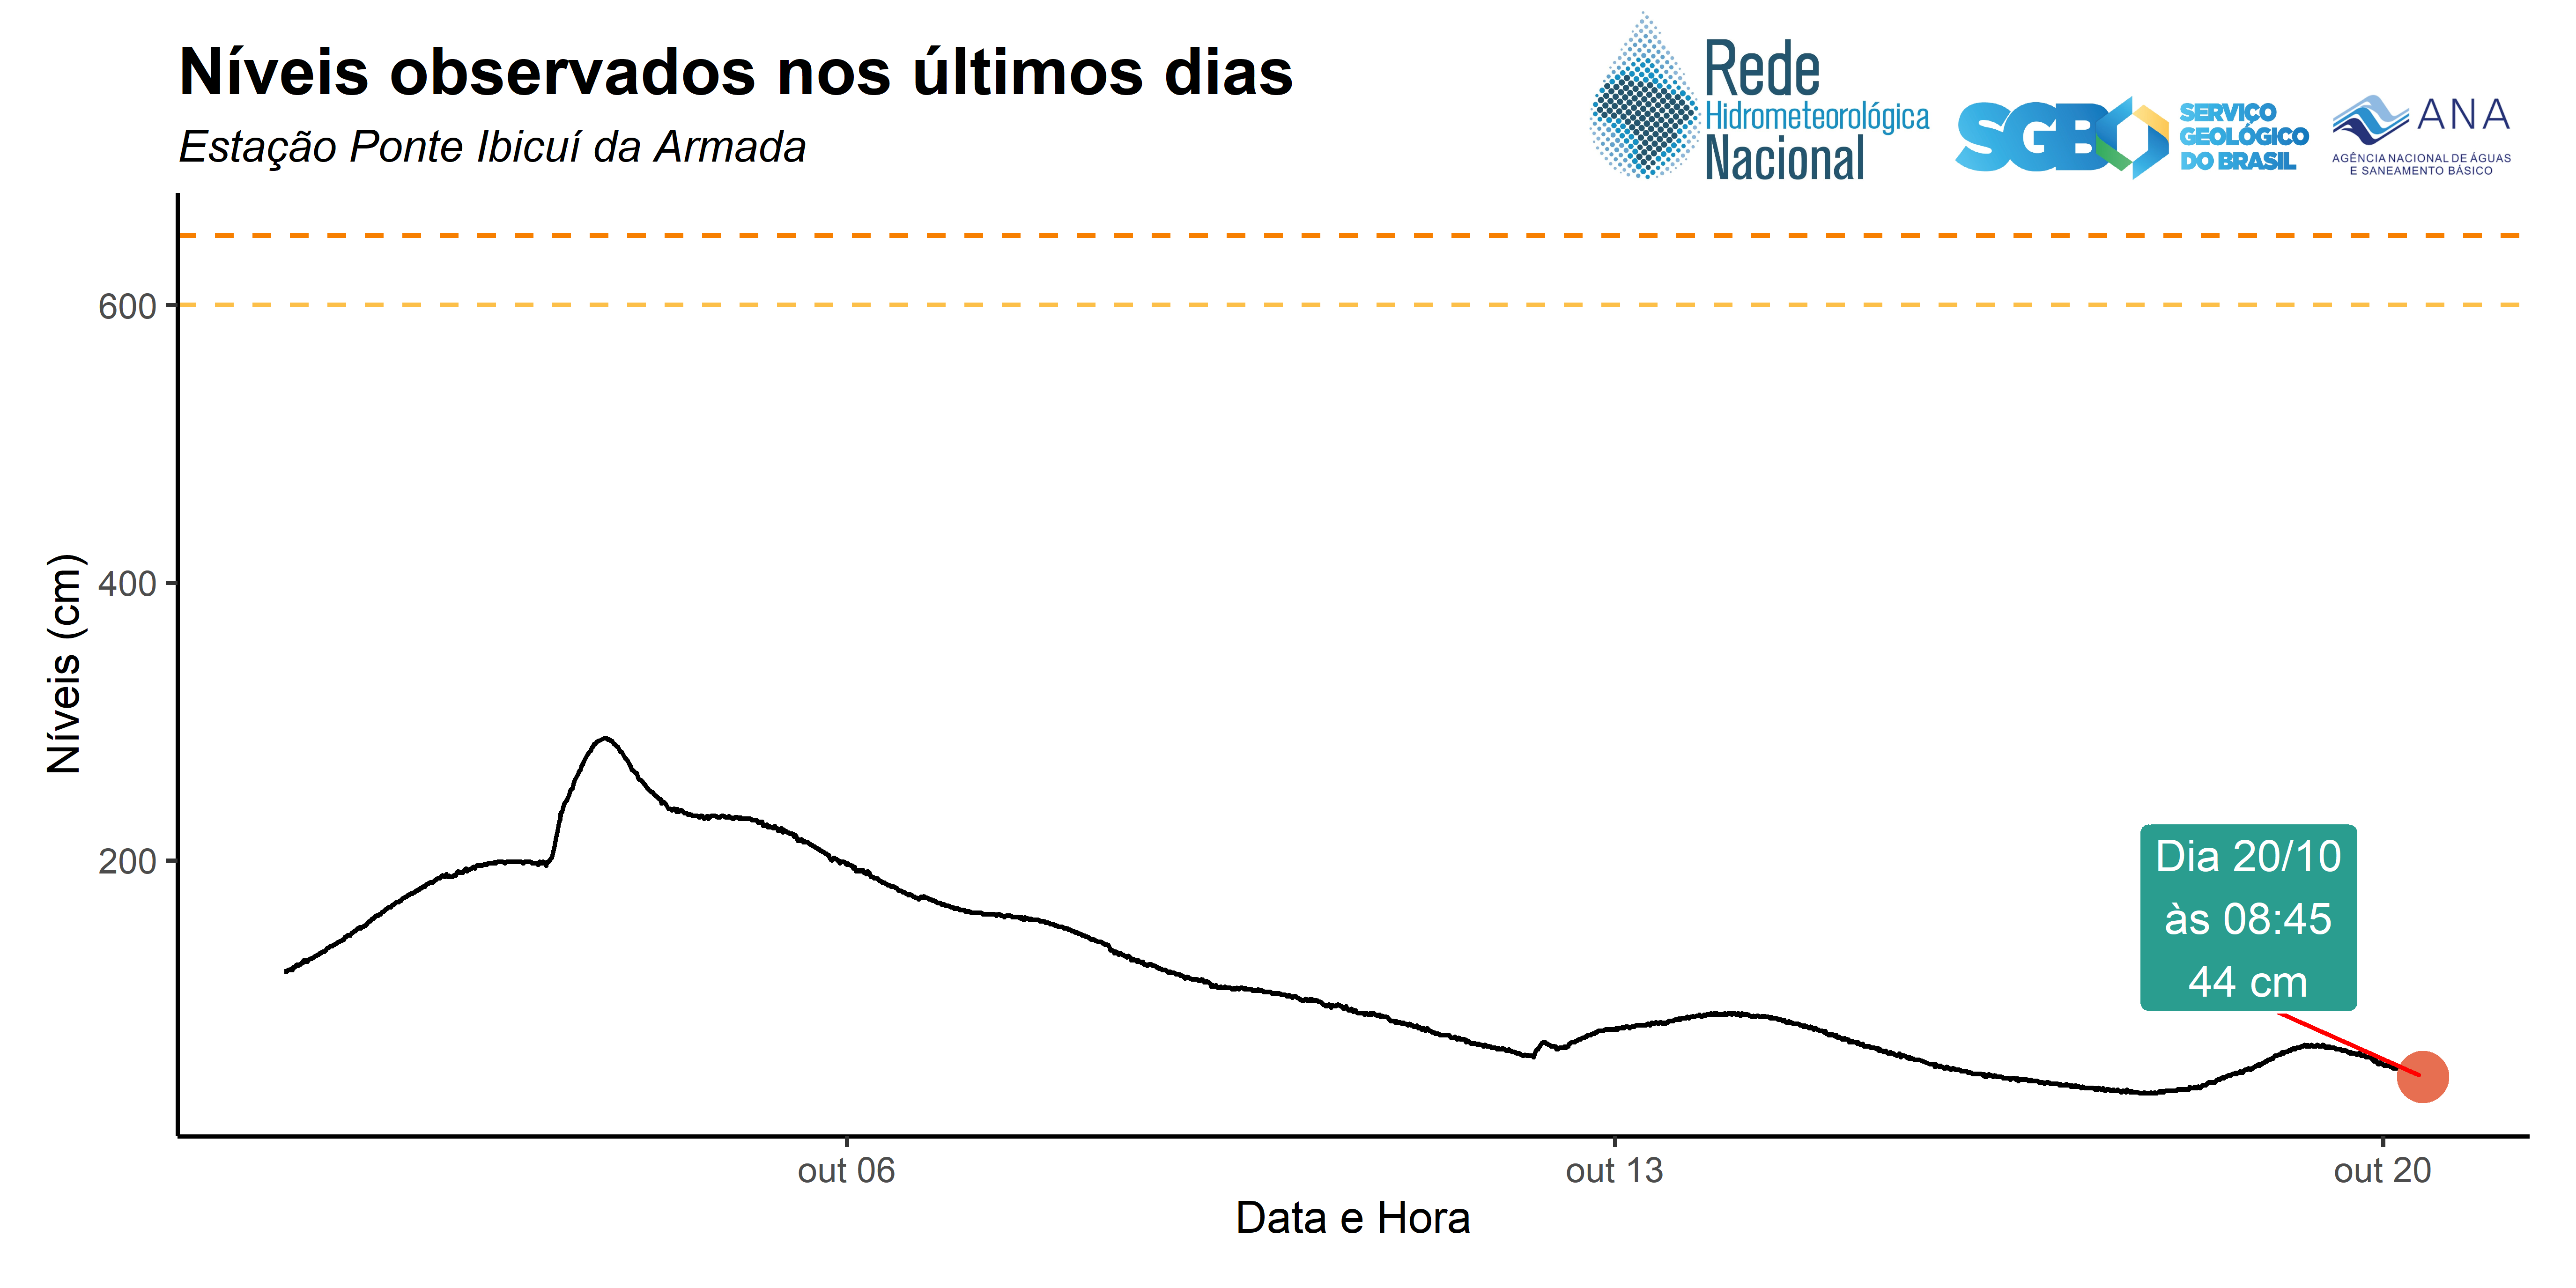 Níveis observados nos últimos dias
Estação Ponte Ibicuí da Armada
Rede
Hidrometeorológica
Nacional
SGB
SERVIÇO
GEOLÓGICO
DO BRASIL
ANA
AGÊNCIA NACIONAL DE ÁGUAS
E SANEAMENTO BÁSICO
Níveis (cm)
600
400
200
Dia 20/10
às 08:45
44 cm
out 06
out 13
out 20
Data e Hora